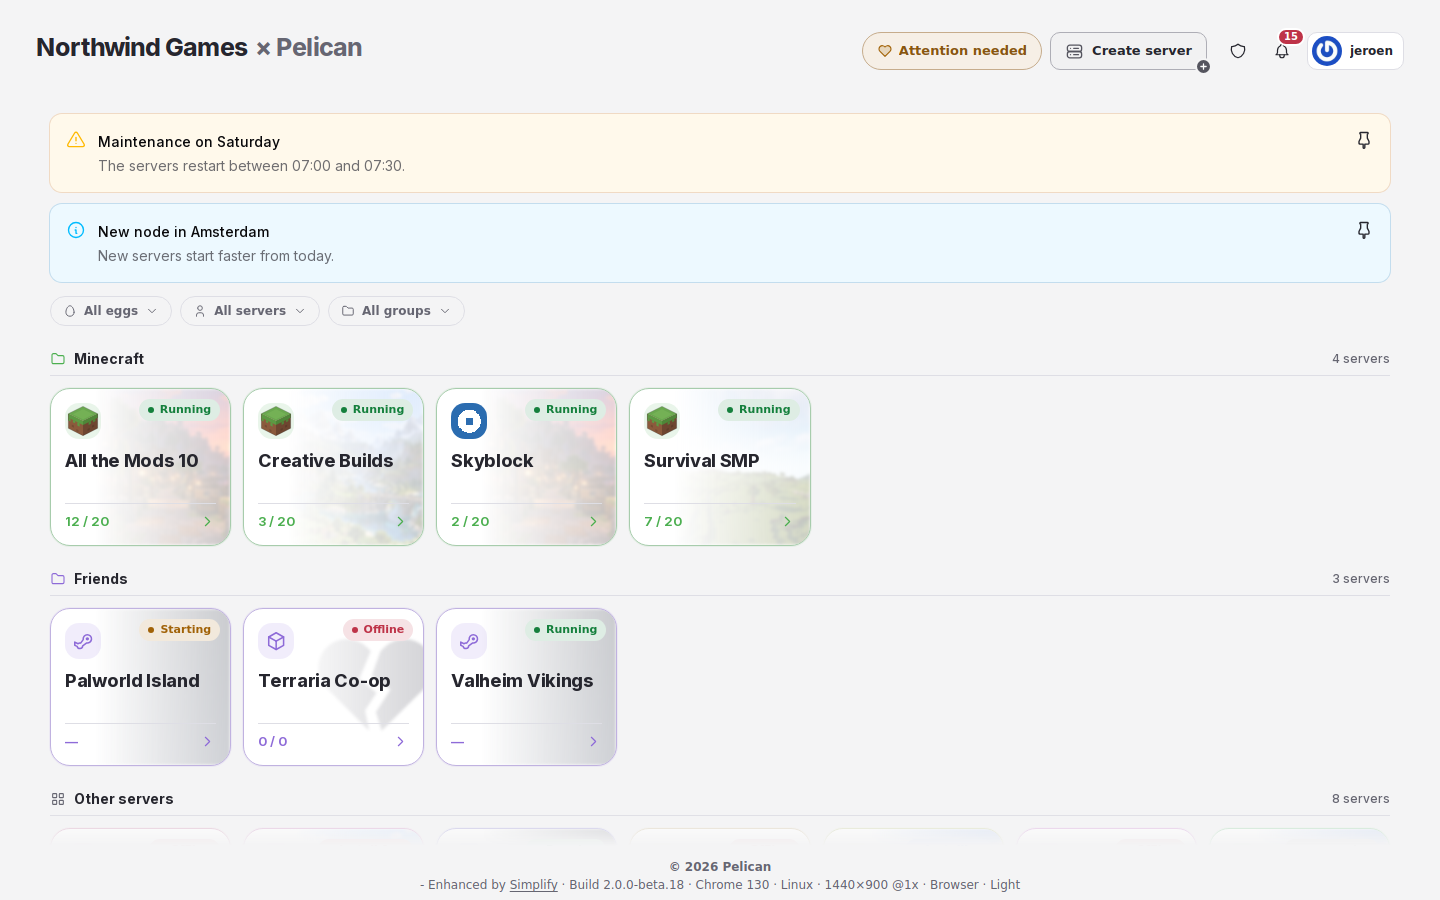 Northwind Games × Pelican
Attention needed
Create server
15
jeroen
Maintenance on Saturday
The servers restart between 07:00 and 07:30.
New node in Amsterdam
New servers start faster from today.
All eggs
All servers
All groups
Minecraft
4 servers
Running
All the Mods 10
12 / 20
Running
Creative Builds
3 / 20
Running
Skyblock
2 / 20
Running
Survival SMP
7 / 20
Friends
3 servers
Starting
Palworld Island
—
Offline
Terraria Co-op
0 / 0
Running
Valheim Vikings
—
Other servers
8 servers
© 2026 Pelican
- Enhanced by Simplify · Build 2.0.0-beta.18 · Chrome 130 · Linux · 1440×900 @1x · Browser · Light